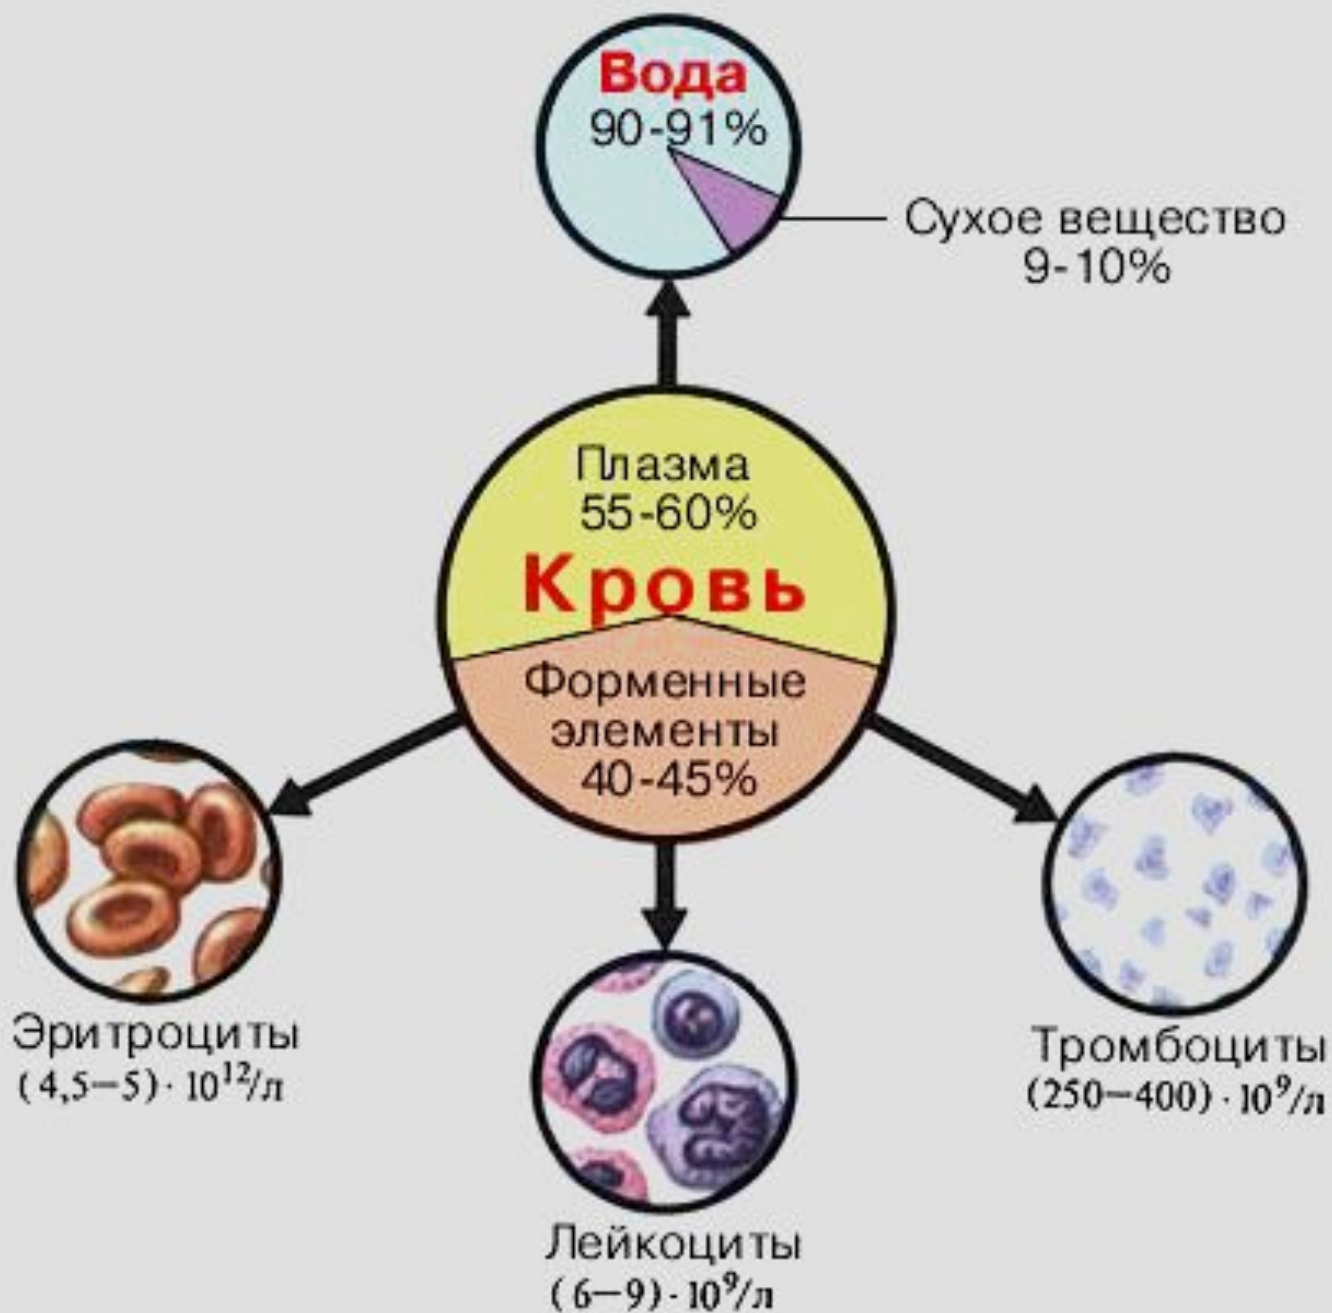 Вода
90-91%
Сухое вещество
9-10%
Плазма
55-60%
Кровь
Форменные
элементы
40-45%
Эритроциты
(4,5–5)·10¹²/л
Тромбоциты
(250–400)·10⁹/л
Лейкоциты
(6–9)·10⁹/л